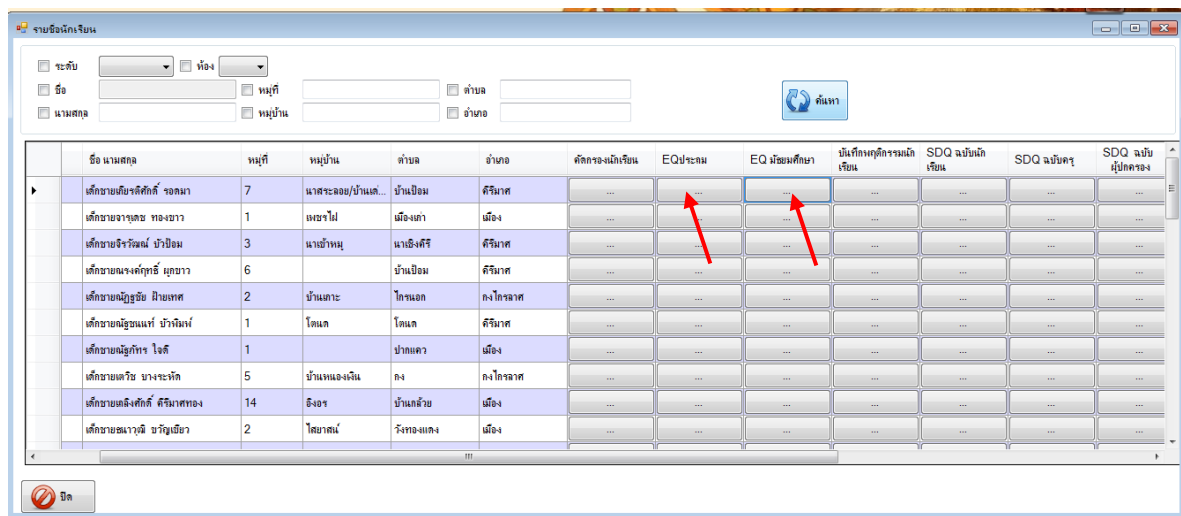 รายชื่อนักเรียน
ระดับ ห้อง
ชื่อ หมู่ที่ ตำบล
นามสกุล หมู่บ้าน อำเภอ
ค้นหา
ชื่อ นามสกุล หมู่ที่ หมู่บ้าน ตำบล อำเภอ คัดกรองนักเรียน EQประถม EQ มัธยมศึกษา บันทึกพฤติกรรมนักเรียน SDQ ฉบับนักเรียน SDQ ฉบับครู SDQ ฉบับผู้ปกครอง
เด็กชายเกียรติศักดิ์ รอดมา 7 นาสระลอย/บ้านเด่... บ้านป้อม คีรีมาศ ... ... ... ... ... ... ...
เด็กชายจารุเดช ทองขาว 1 เพชรไฝ เมืองเก่า เมือง ... ... ... ... ... ... ...
เด็กชายจิรวัฒณ์ บัวป้อม 3 นาเข้าหมู นาเชิงคีรี คีรีมาศ ... ... ... ... ... ... ...
เด็กชายณรงค์ฤทธิ์ ผูกขาว 6 บ้านป้อม คีรีมาศ ... ... ... ... ... ... ...
เด็กชายณัฏฐชัย ฝ้ายเทศ 2 บ้านเกาะ ไกรนอก กงไกรลาศ ... ... ... ... ... ... ...
เด็กชายณัฐชนนท์ บัวพิมพ์ 1 โตนด โตนด คีรีมาศ ... ... ... ... ... ... ...
เด็กชายณัฐภัทร ใจดี 1 ปากแคว เมือง ... ... ... ... ... ... ...
เด็กชายเตวิช บางระหัด 5 บ้านหนองเงิน กง กงไกรลาศ ... ... ... ... ... ... ...
เด็กชายเถลิงศักดิ์ คีรีมาศทอง 14 อิงอร บ้านกล้วย เมือง ... ... ... ... ... ... ...
เด็กชายธนาวุฒิ ขวัญเขียว 2 ไสยาสน์ วังทองแดง เมือง ... ... ... ... ... ... ...
ปิด